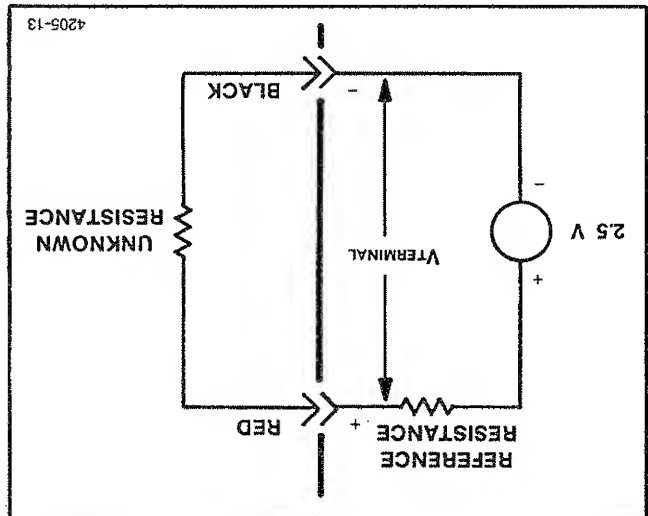 REFERENCE
RESISTANCE
+
RED
+
2.5 V
-
VTERMINAL
UNKNOWN
RESISTANCE
-
BLACK
4205-13